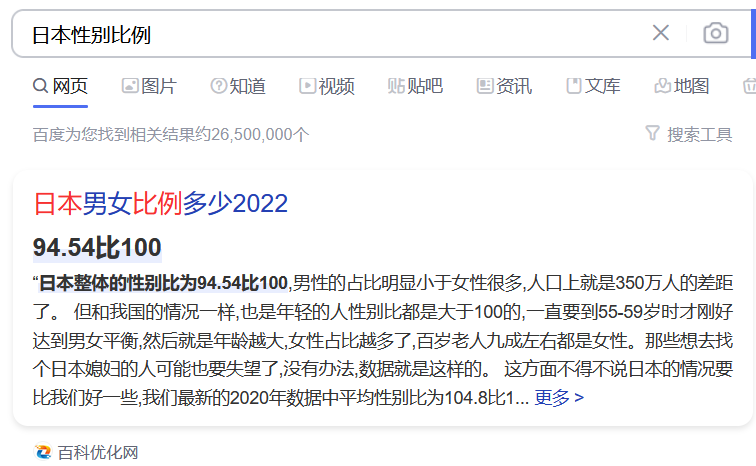 日本性别比例
网页 图片 知道 视频 贴吧 资讯 文库 地图
百度为您找到相关结果约26,500,000个 搜索工具
日本男女比例多少2022
94.54比100
“日本整体的性别比为94.54比100,男性的占比明显小于女性很多,人口上就是350万人的差距
了。 但和我国的情况一样,也是年轻的人性别比都是大于100的,一直要到55-59岁时才刚好
达到男女平衡,然后就是年龄越大,女性占比越多了,百岁老人九成左右都是女性。那些想去找
个日本媳妇的人可能也要失望了,没有办法,数据就是这样的。 这方面不得不说日本的情况要
比我们好一些,我们最新的2020年数据中平均性别比为104.8比1... 更多 >
百科优化网